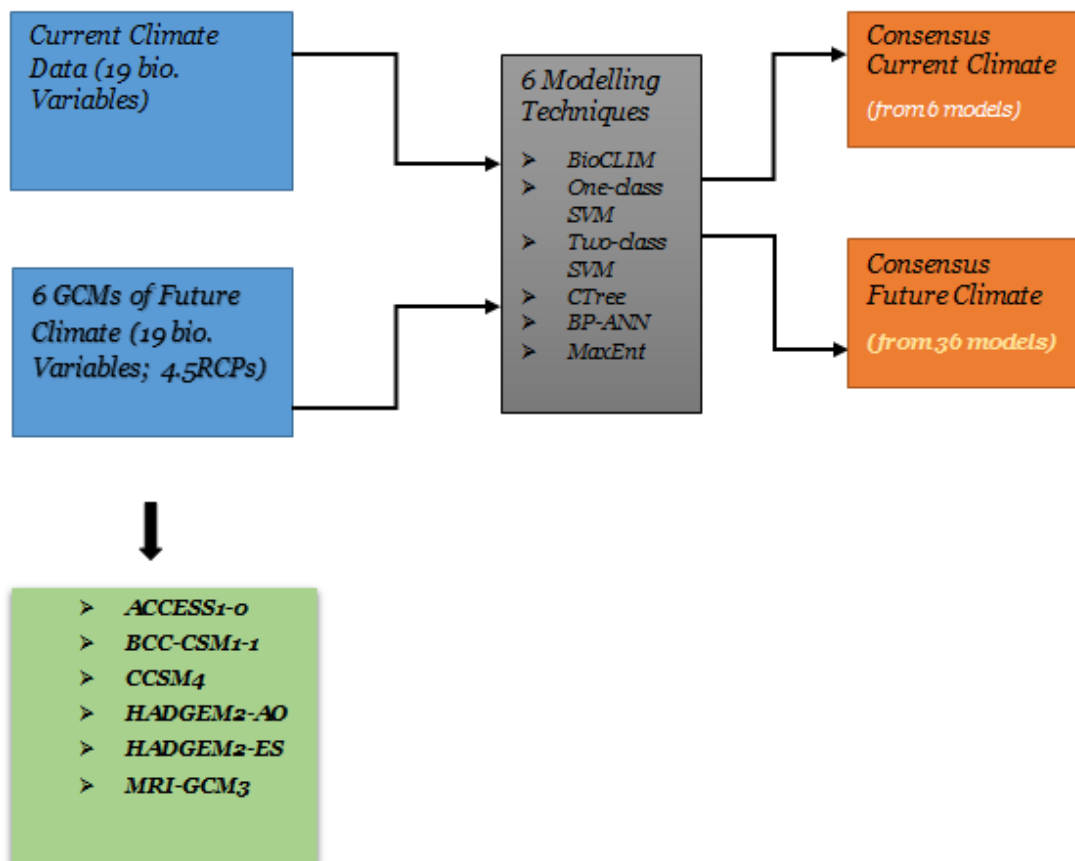 Current Climate
Data (19 bio.
Variables)
6 GCMs of Future
Climate (19 bio.
Variables; 4.5RCPs)
➤ ACCESS1-0
➤ BCC-CSM1-1
➤ CCSM4
➤ HADGEM2-AO
➤ HADGEM2-ES
➤ MRI-GCM3
6 Modelling
Techniques
➤ BioCLIM
➤ One-class
SVM
➤ Two-class
SVM
➤ CTree
➤ BP-ANN
➤ MaxEnt
Consensus
Current Climate
(from 6 models)
Consensus
Future Climate
(from 36 models)